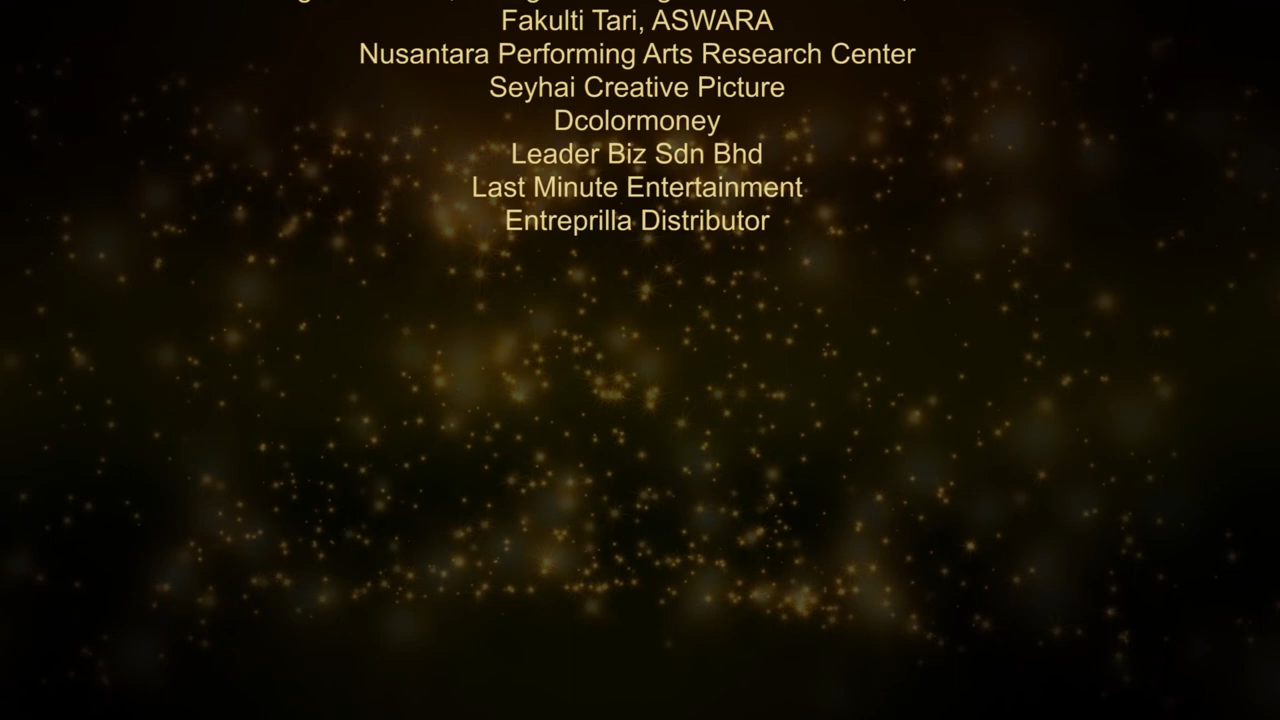 Fakulti Tari, ASWARA
Nusantara Performing Arts Research Center
Seyhai Creative Picture
Dcolormoney
Leader Biz Sdn Bhd
Last Minute Entertainment
Entreprilla Distributor